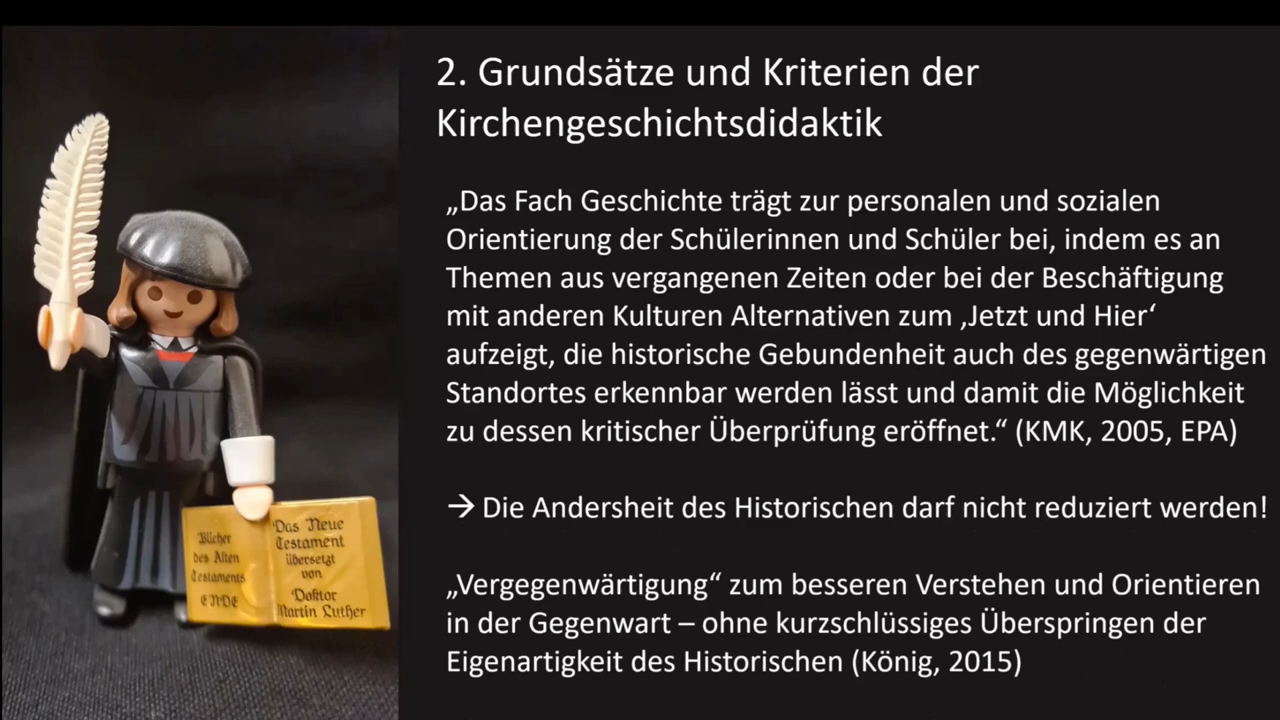 2. Grundsätze und Kriterien der
Kirchengeschichtsdidaktik
„Das Fach Geschichte trägt zur personalen und sozialen
Orientierung der Schülerinnen und Schüler bei, indem es an
Themen aus vergangenen Zeiten oder bei der Beschäftigung
mit anderen Kulturen Alternativen zum ‚Jetzt und Hier‘
aufzeigt, die historische Gebundenheit auch des gegenwärtigen
Standortes erkennbar werden lässt und damit die Möglichkeit
zu dessen kritischer Überprüfung eröffnet.“ (KMK, 2005, EPA)
→ Die Andersheit des Historischen darf nicht reduziert werden!
„Vergegenwärtigung“ zum besseren Verstehen und Orientieren
in der Gegenwart – ohne kurzschlüssiges Überspringen der
Eigenartigkeit des Historischen (König, 2015)
Bücher
des Alten
Testaments
ENDE
Das Neue
Testament
übersetzt
von
Doktor
Martin Luther